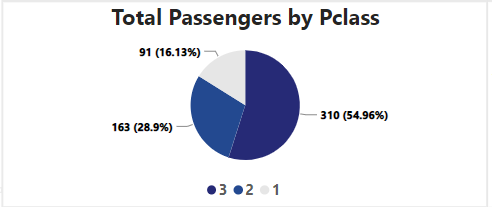 Total Passengers by Pclass
91 (16.13%)
310 (54.96%)
163 (28.9%)
3 2 1